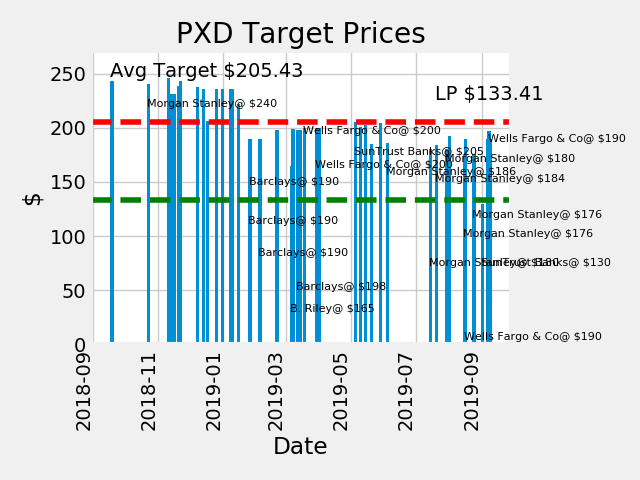 PXD Target Prices
Avg Target $205.43
LP $133.41
Morgan Stanley@ $240
Wells Fargo & Co@ $200
Wells Fargo & Co@ $190
SunTrust Banks@ $205
Morgan Stanley@ $180
Wells Fargo & Co@ $200
Morgan Stanley@ $186
Barclays@ $190
Morgan Stanley@ $184
Barclays@ $190
Morgan Stanley@ $176
Morgan Stanley@ $176
Barclays@ $190
Morgan Stanley@ $180
SunTrust Banks@ $130
Barclays@ $198
B. Riley@ $165
Wells Fargo & Co@ $190
250
200
150
100
50
0
$
2018-09
2018-11
2019-01
2019-03
2019-05
2019-07
2019-09
Date